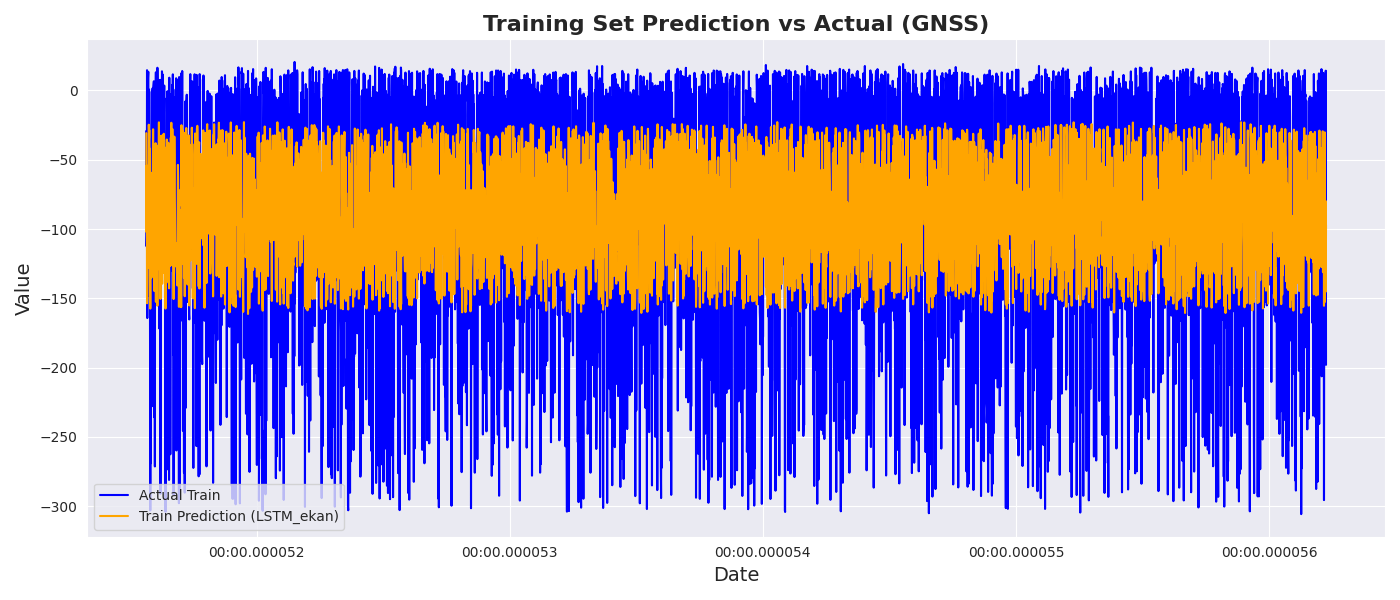 Training Set Prediction vs Actual (GNSS)
Value
0
−50
−100
−150
−200
−250
−300
Actual Train
Train Prediction (LSTM_ekan)
00:00.000052
00:00.000053
00:00.000054
00:00.000055
00:00.000056
Date